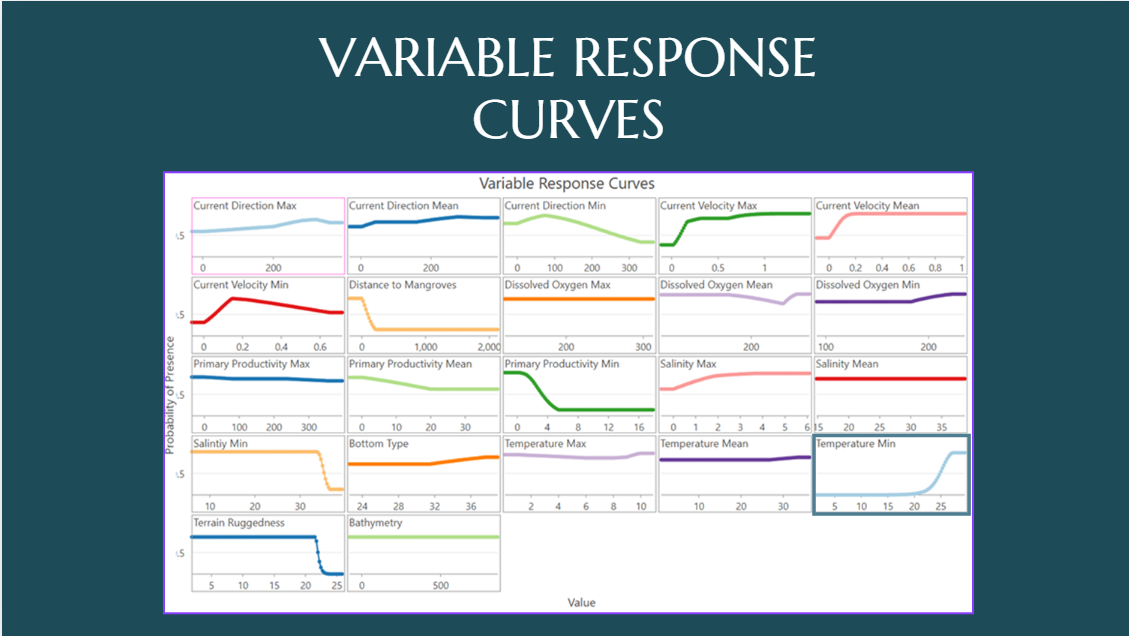 VARIABLE RESPONSE
CURVES
Variable Response Curves
Current Direction Max
Current Direction Mean
Current Direction Min
Current Velocity Max
Current Velocity Mean
0 200
0 200
0 100 200 300
0 0.5 1
0 0.2 0.4 0.6 0.8 1
Current Velocity Min
Distance to Mangroves
Dissolved Oxygen Max
Dissolved Oxygen Mean
Dissolved Oxygen Min
0 0.2 0.4 0.6
0 1,000 2,000
200 300
200
100 200
Primary Productivity Max
Primary Productivity Mean
Primary Productivity Min
Salinity Max
Salinity Mean
0 100 200 300
0 10 20 30
0 4 8 12 16
0 1 2 3 4 5 6
15 20 25 30 35
Salintiy Min
Bottom Type
Temperature Max
Temperature Mean
Temperature Min
10 20 30
24 28 32 36
2 4 6 8 10
10 20 30
5 10 15 20 25
Terrain Ruggedness
Bathymetry
5 10 15 20 25
0 500
Probability of Presence
Value